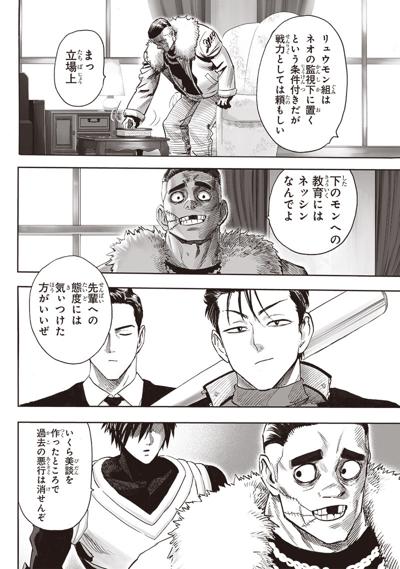 リュウモン組は
ネオの監視下に置く
という条件付きだが
戦力としては頼もしい
まっ
立場上
下のモンへの
教育には
ネッシン
なんでよ
先輩への
態度には
気ぃつけた
方がいいぜ
いくら美談を
作ったところで
過去の悪行は
消せんぞ